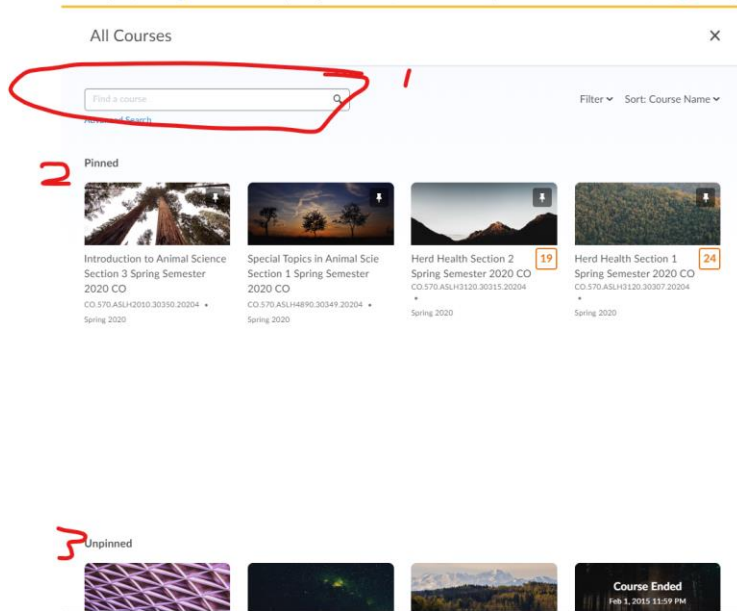 All Courses
1
Find a course
Filter Sort: Course Name
Advanced Search
2
Pinned
Introduction to Animal Science
Section 3 Spring Semester
2020 CO
CO.570.ASLH2010.30350.20204 •
Spring 2020
Special Topics in Animal Scie
Section 1 Spring Semester
2020 CO
CO.570.ASLH4890.30349.20204 •
Spring 2020
Herd Health Section 2
19
Spring Semester 2020 CO
CO.570.ASLH3120.30315.20204
•
Spring 2020
Herd Health Section 1
24
Spring Semester 2020 CO
CO.570.ASLH3120.30307.20204
•
Spring 2020
3
Unpinned
Course Ended
Feb 1, 2015 11:59 PM